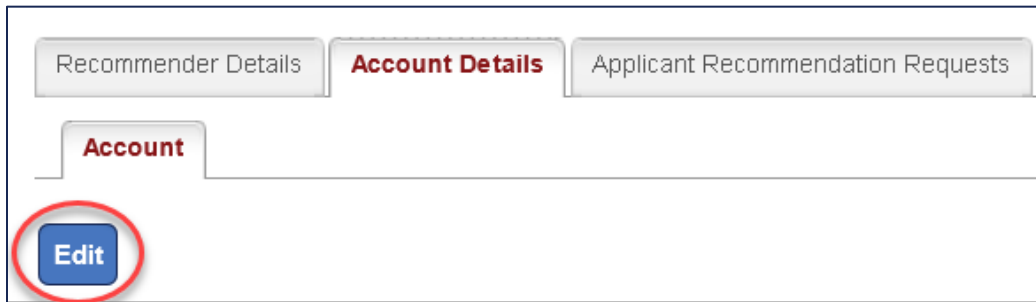 Recommender Details Account Details Applicant Recommendation Requests
Account
Edit